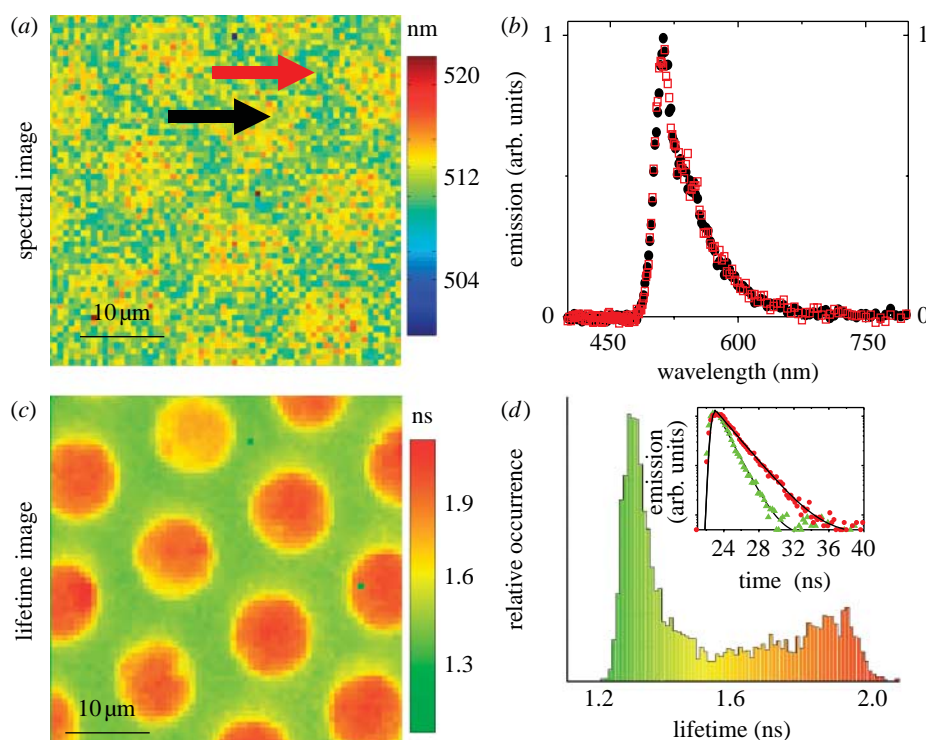 (a)
nm
520
512
504
spectral image
10 μm
(b)
1
1
emission (arb. units)
0
0
450
600
750
wavelength (nm)
(c)
ns
1.9
1.6
1.3
lifetime image
10 μm
(d)
relative occurrence
emission
(arb. units)
24
28
32
36
40
time (ns)
1.2
1.6
2.0
lifetime (ns)